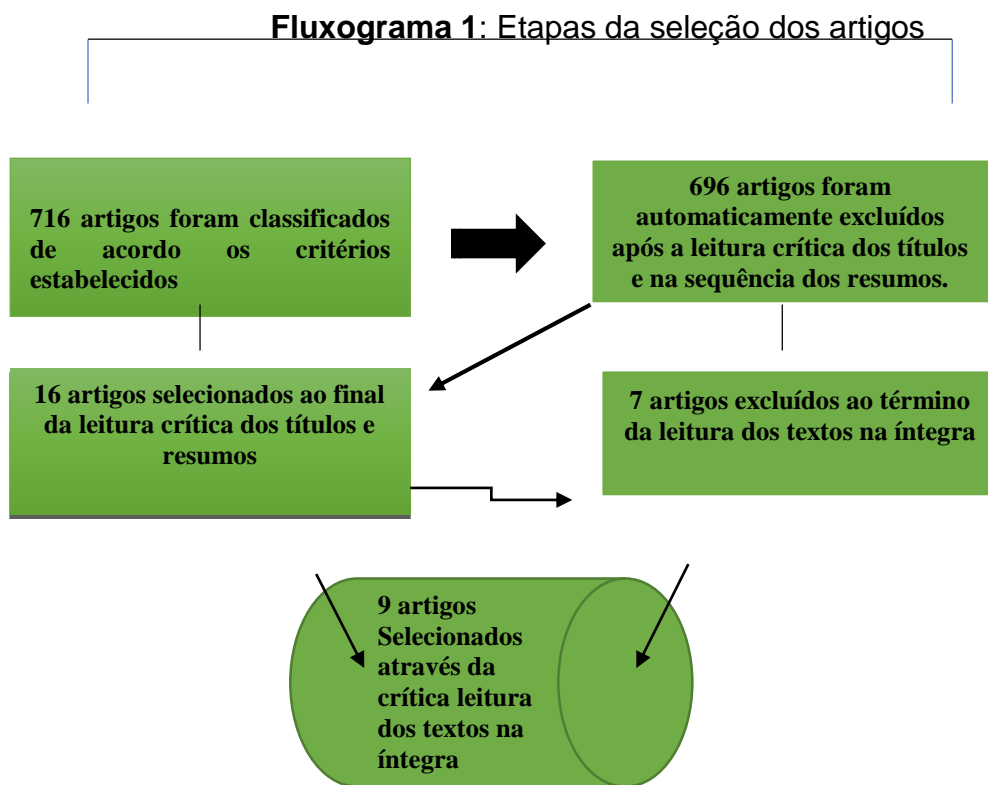 Fluxograma 1: Etapas da seleção dos artigos
716 artigos foram classificados
de acordo os critérios
estabelecidos
696 artigos foram
automaticamente excluídos
após a leitura crítica dos títulos
e na sequência dos resumos.
16 artigos selecionados ao final
da leitura crítica dos títulos e
resumos
7 artigos excluídos ao término
da leitura dos textos na íntegra
9 artigos
Selecionados
através da
crítica leitura
dos textos na
íntegra